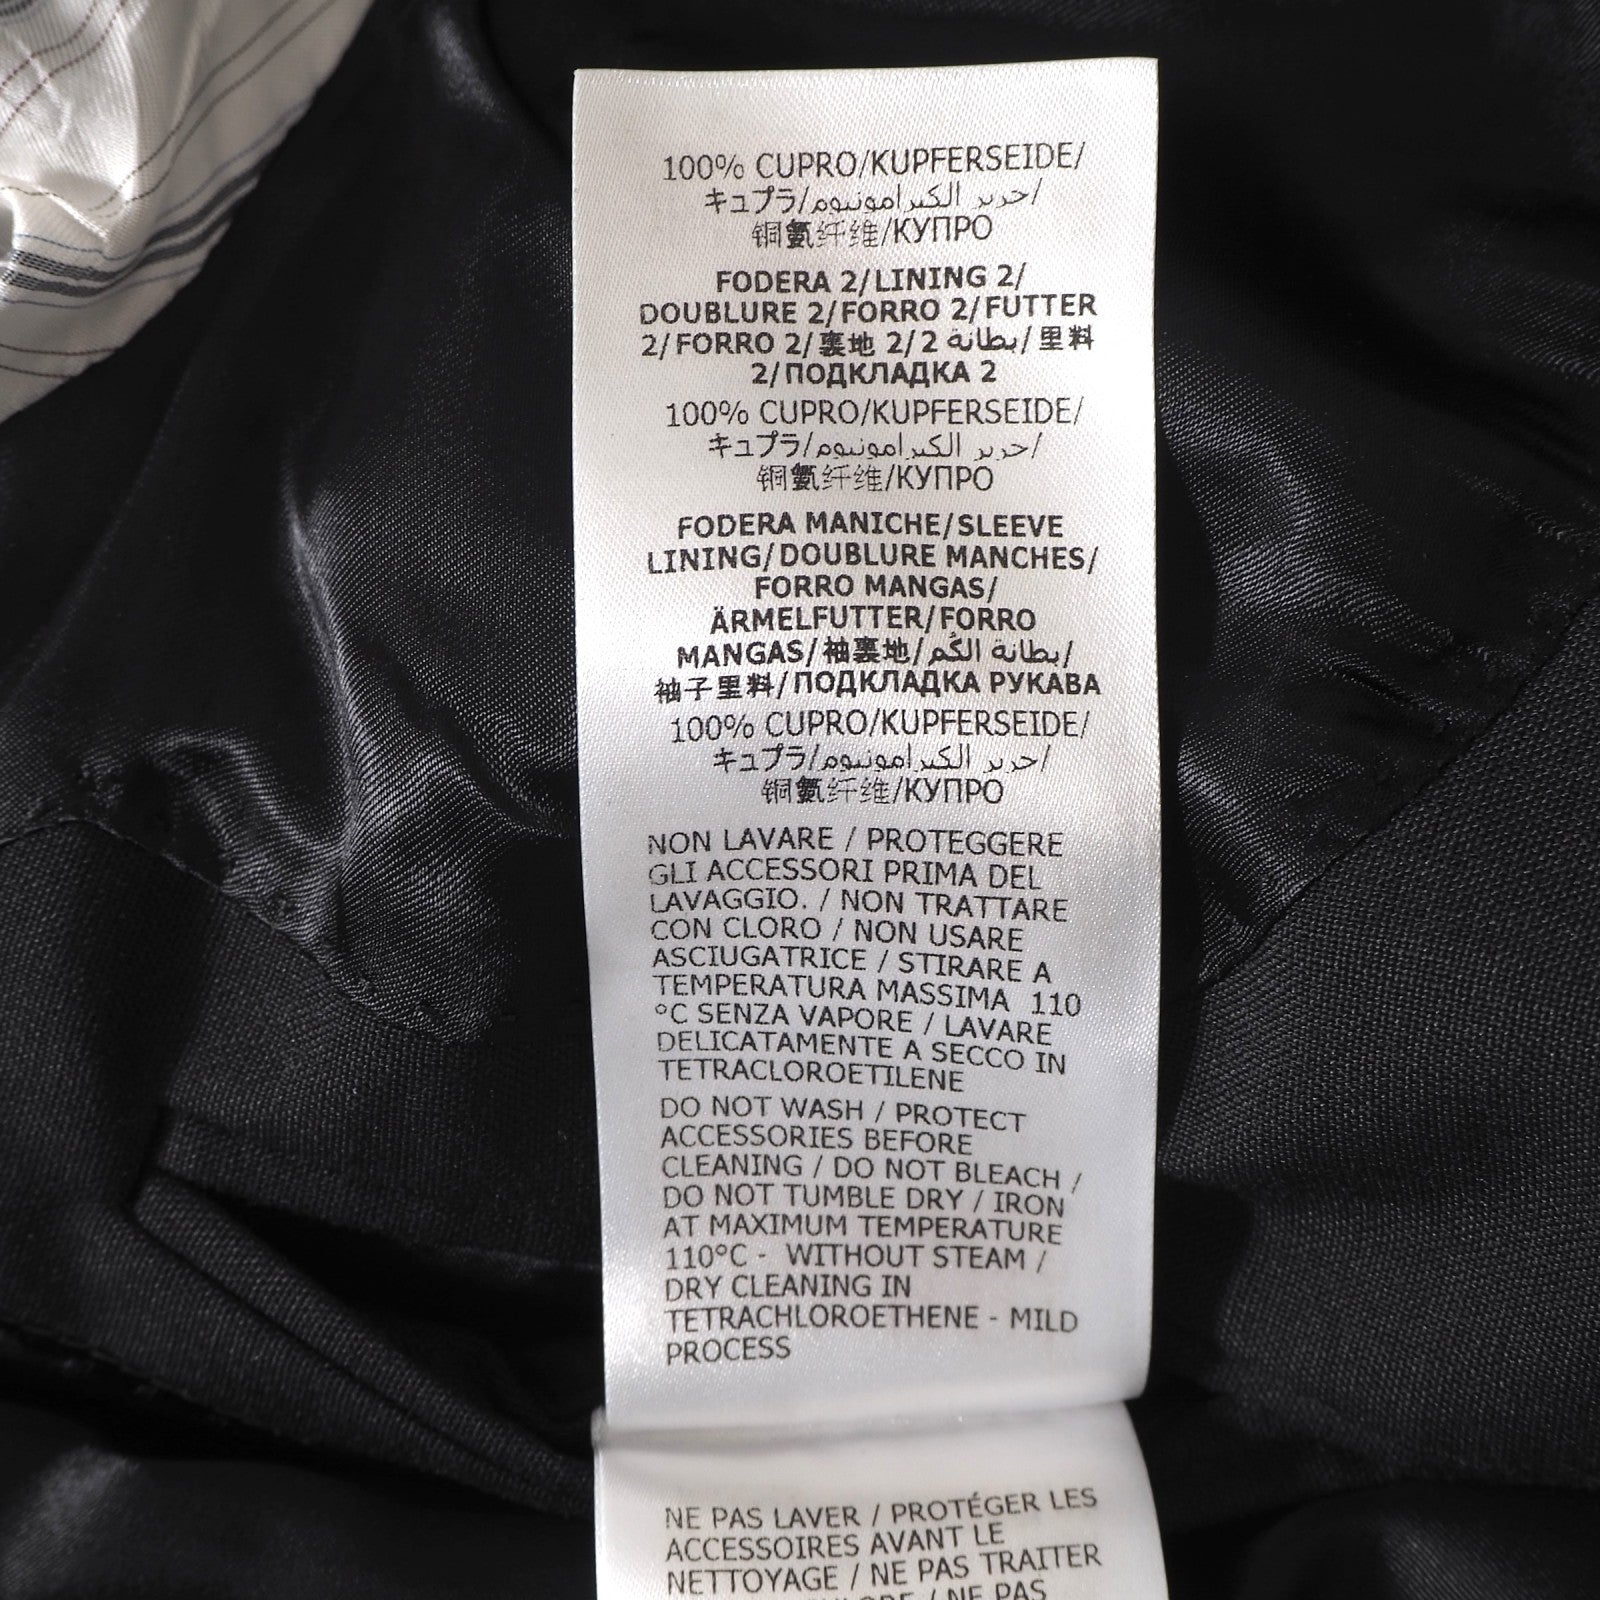 100% CUPRO/KUPFERSEIDE/
キュプラ/حرير الكبرامونيوم/
铜氨纤维/КУПРО
FODERA 2/LINING 2/
DOUBLURE 2/FORRO 2/FUTTER
2/FORRO 2/裏地 2/2 بطانة/里料
2/ПОДКЛАДКА 2
100% CUPRO/KUPFERSEIDE/
キュプラ/حرير الكبرامونيوم/
铜氨纤维/КУПРО
FODERA MANICHE/SLEEVE
LINING/DOUBLURE MANCHES/
FORRO MANGAS/
ÄRMELFUTTER/FORRO
MANGAS/袖裏地/بطانة الكُم/
袖子里料/ПОДКЛАДКА РУКАВА
100% CUPRO/KUPFERSEIDE/
キュプラ/حرير الكبرامونيوم/
铜氨纤维/КУПРО
NON LAVARE / PROTEGGERE
GLI ACCESSORI PRIMA DEL
LAVAGGIO. / NON TRATTARE
CON CLORO / NON USARE
ASCIUGATRICE / STIRARE A
TEMPERATURA MASSIMA 110
°C SENZA VAPORE / LAVARE
DELICATAMENTE A SECCO IN
TETRACLOROETILENE
DO NOT WASH / PROTECT
ACCESSORIES BEFORE
CLEANING / DO NOT BLEACH /
DO NOT TUMBLE DRY / IRON
AT MAXIMUM TEMPERATURE
110°C - WITHOUT STEAM /
DRY CLEANING IN
TETRACHLOROETHENE - MILD
PROCESS
NE PAS LAVER / PROTÉGER LES
ACCESSOIRES AVANT LE
NETTOYAGE / NE PAS TRAITER
/ NE PAS